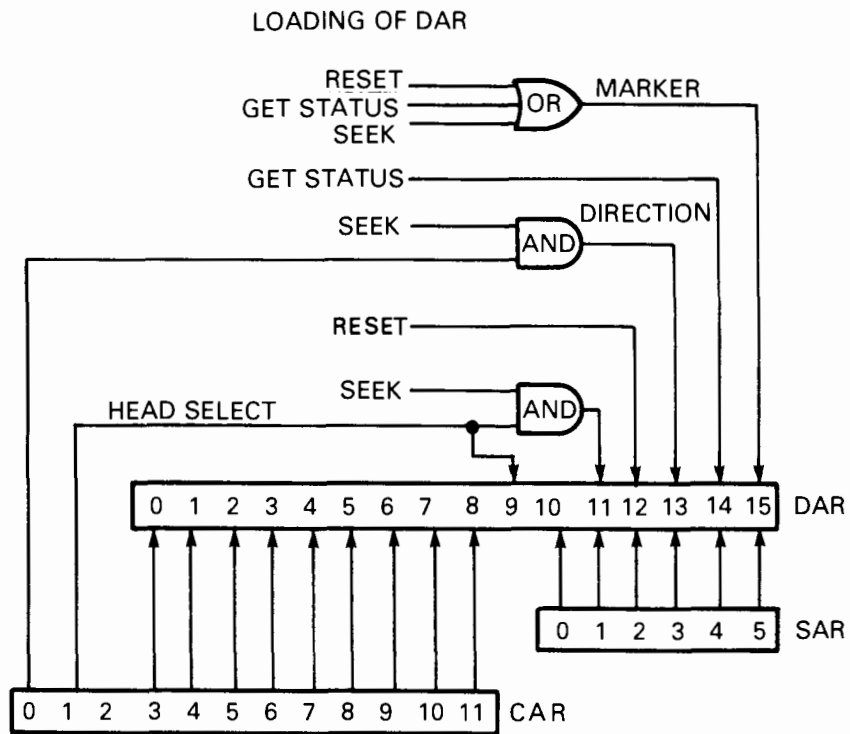 LOADING OF DAR
RESET
GET STATUS
SEEK
OR
MARKER
GET STATUS
SEEK
AND
DIRECTION
RESET
SEEK
AND
HEAD SELECT
0 1 2 3 4 5 6 7 8 9 10 11 12 13 14 15 DAR
0 1 2 3 4 5 SAR
0 1 2 3 4 5 6 7 8 9 10 11 CAR